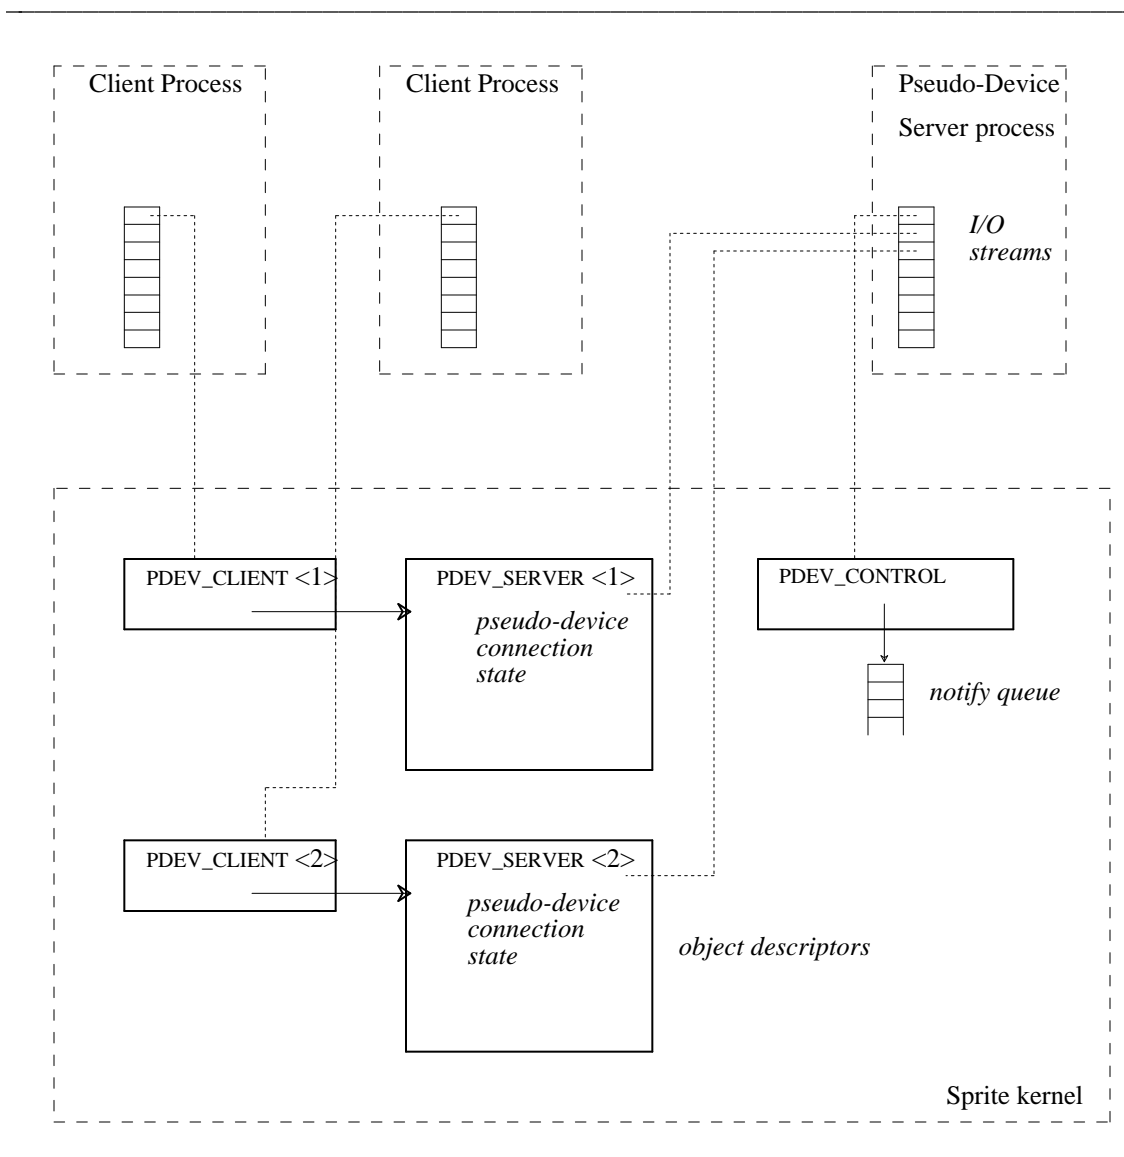 Client Process
Client Process
Pseudo-Device
Server process
I/O
streams
PDEV_CLIENT <1>
PDEV_SERVER <1>
pseudo-device
connection
state
PDEV_CONTROL
notify queue
PDEV_CLIENT <2>
PDEV_SERVER <2>
pseudo-device
connection
state
object descriptors
Sprite kernel